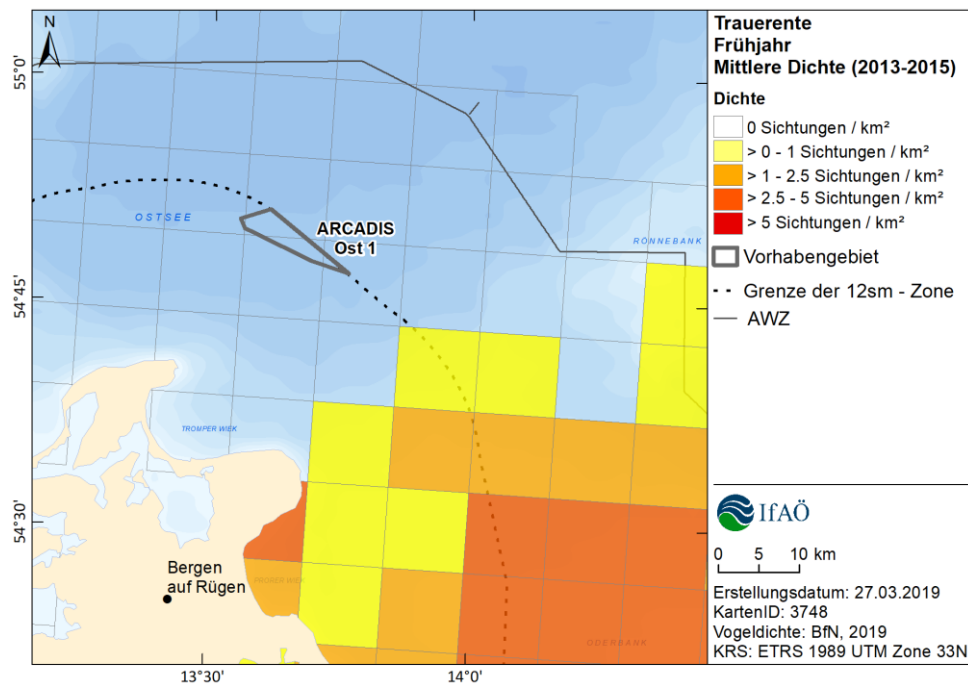 N
55°0'
54°45'
54°30'
13°30'
14°0'
OSTSEE
ARCADIS
Ost 1
RÖNNEBANK
TROMPER WIEK
Bergen
auf Rügen
ODERBANK
Trauerente
Frühjahr
Mittlere Dichte (2013-2015)
Dichte
0 Sichtungen / km²
> 0 - 1 Sichtungen / km²
> 1 - 2.5 Sichtungen / km²
> 2.5 - 5 Sichtungen / km²
> 5 Sichtungen / km²
Vorhabengebiet
Grenze der 12sm - Zone
AWZ
IfAÖ
0 5 10 km
Erstellungsdatum: 27.03.2019
KartenID: 3748
Vogeldichte: BfN, 2019
KRS: ETRS 1989 UTM Zone 33N